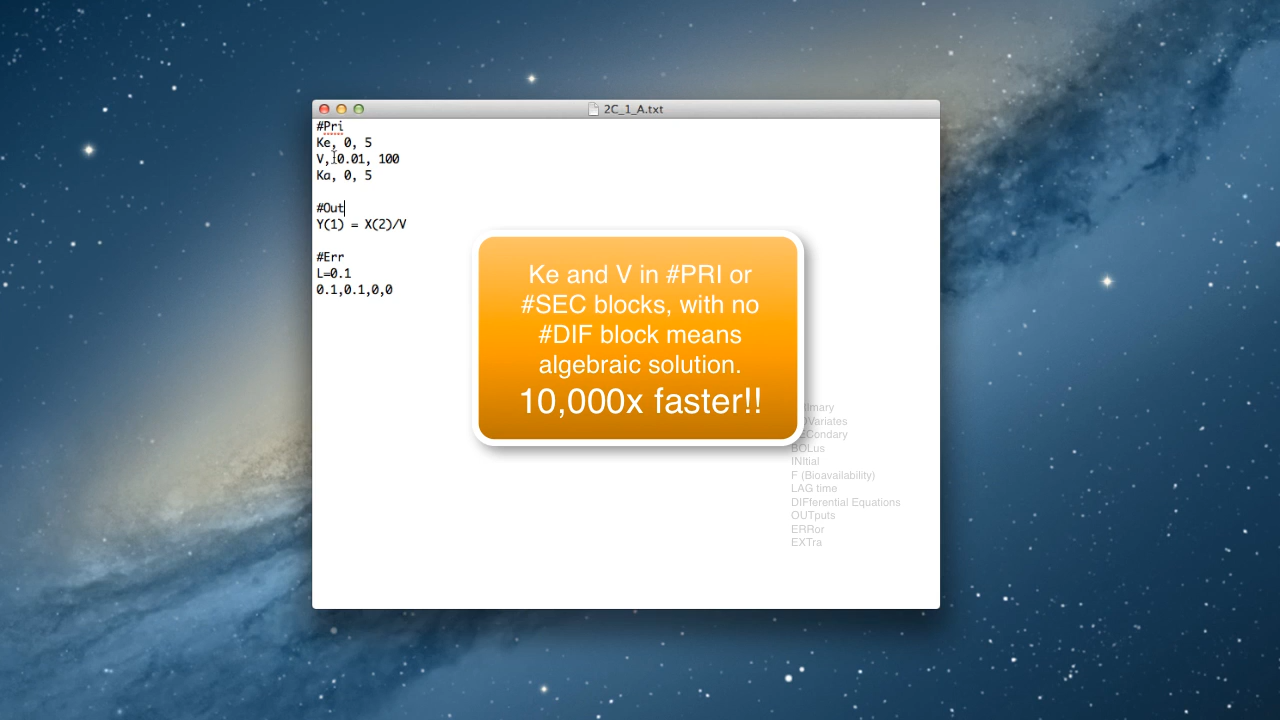 2C_1_A.txt
#Pri
Ke, 0, 5
V, 0.01, 100
Ka, 0, 5
#Out
Y(1) = X(2)/V
#Err
L=0.1
0.1,0.1,0,0
Ke and V in #PRI or
#SEC blocks, with no
#DIF block means
algebraic solution.
10,000x faster!!
BOLus
INItial
F (Bioavailability)
LAG time
DIFferential Equations
OUTputs
ERRor
EXTra